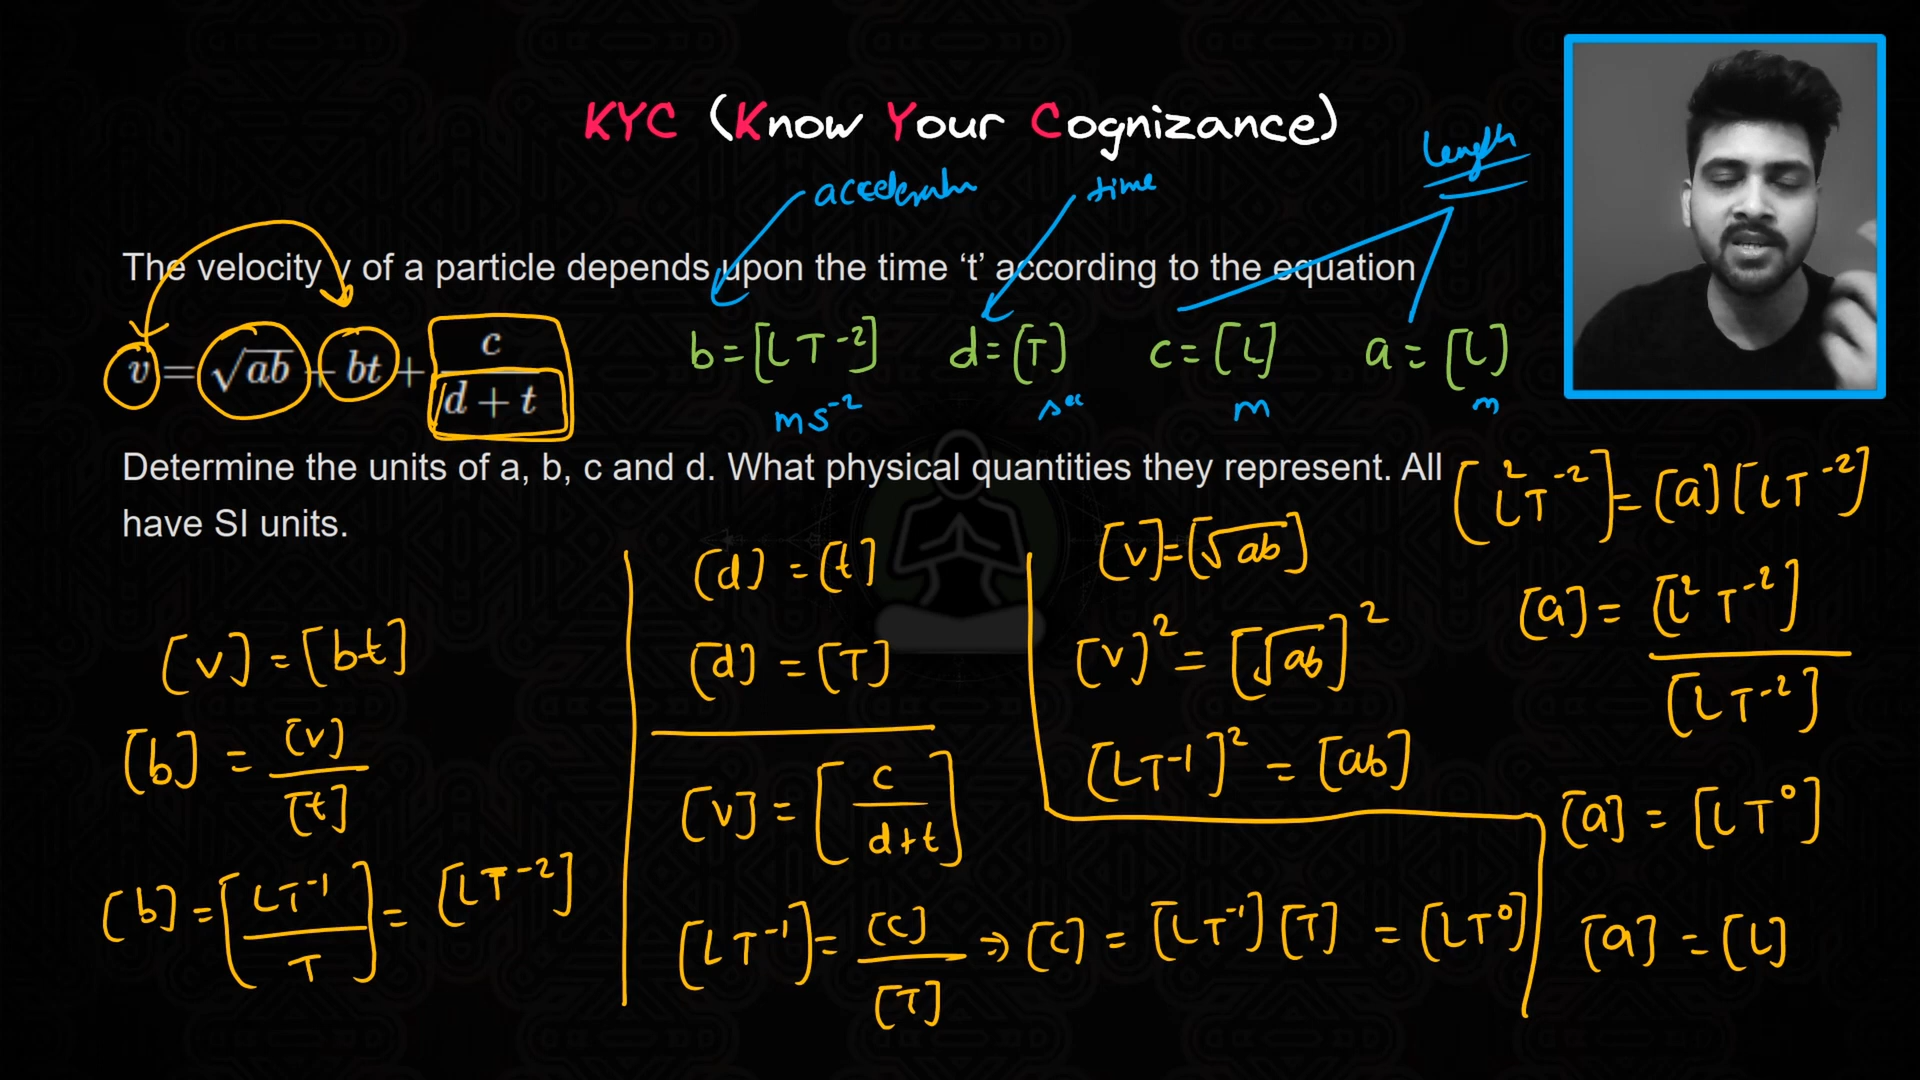 KYC (Know Your Cognizance)
length
acceleratn
time
The velocity v of a particle depends upon the time ‘t’ according to the equation
v = √ab + bt + c/(d + t)
b = [LT⁻²] d = [T] c = [L] a = [L]
ms⁻² sec m m
Determine the units of a, b, c and d. What physical quantities they represent. All
have SI units.
[v] = [bt]
[b] = [v]/[t]
[b] = [LT⁻¹/T] = [LT⁻²]
[d] = [t]
[d] = [T]
[v] = [c/d+t]
[LT⁻¹] = [C]/[T] ⇒ [C] = [LT⁻¹][T] = [LT⁰]
[v] = [√ab]
[v]² = [√ab]²
[LT⁻¹]² = [ab]
[L²T⁻²] = [a][LT⁻²]
[a] = [L²T⁻²]/[LT⁻²]
[a] = [LT⁰]
[a] = [L]